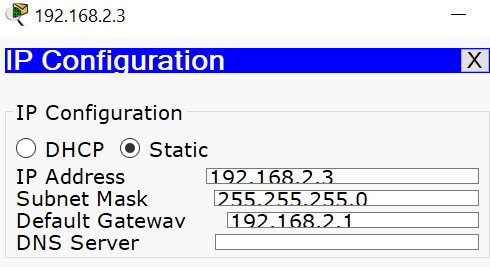 192.168.2.3
IP Configuration X
IP Configuration
DHCP Static
IP Address 192.168.2.3
Subnet Mask 255.255.255.0
Default Gateway 192.168.2.1
DNS Server